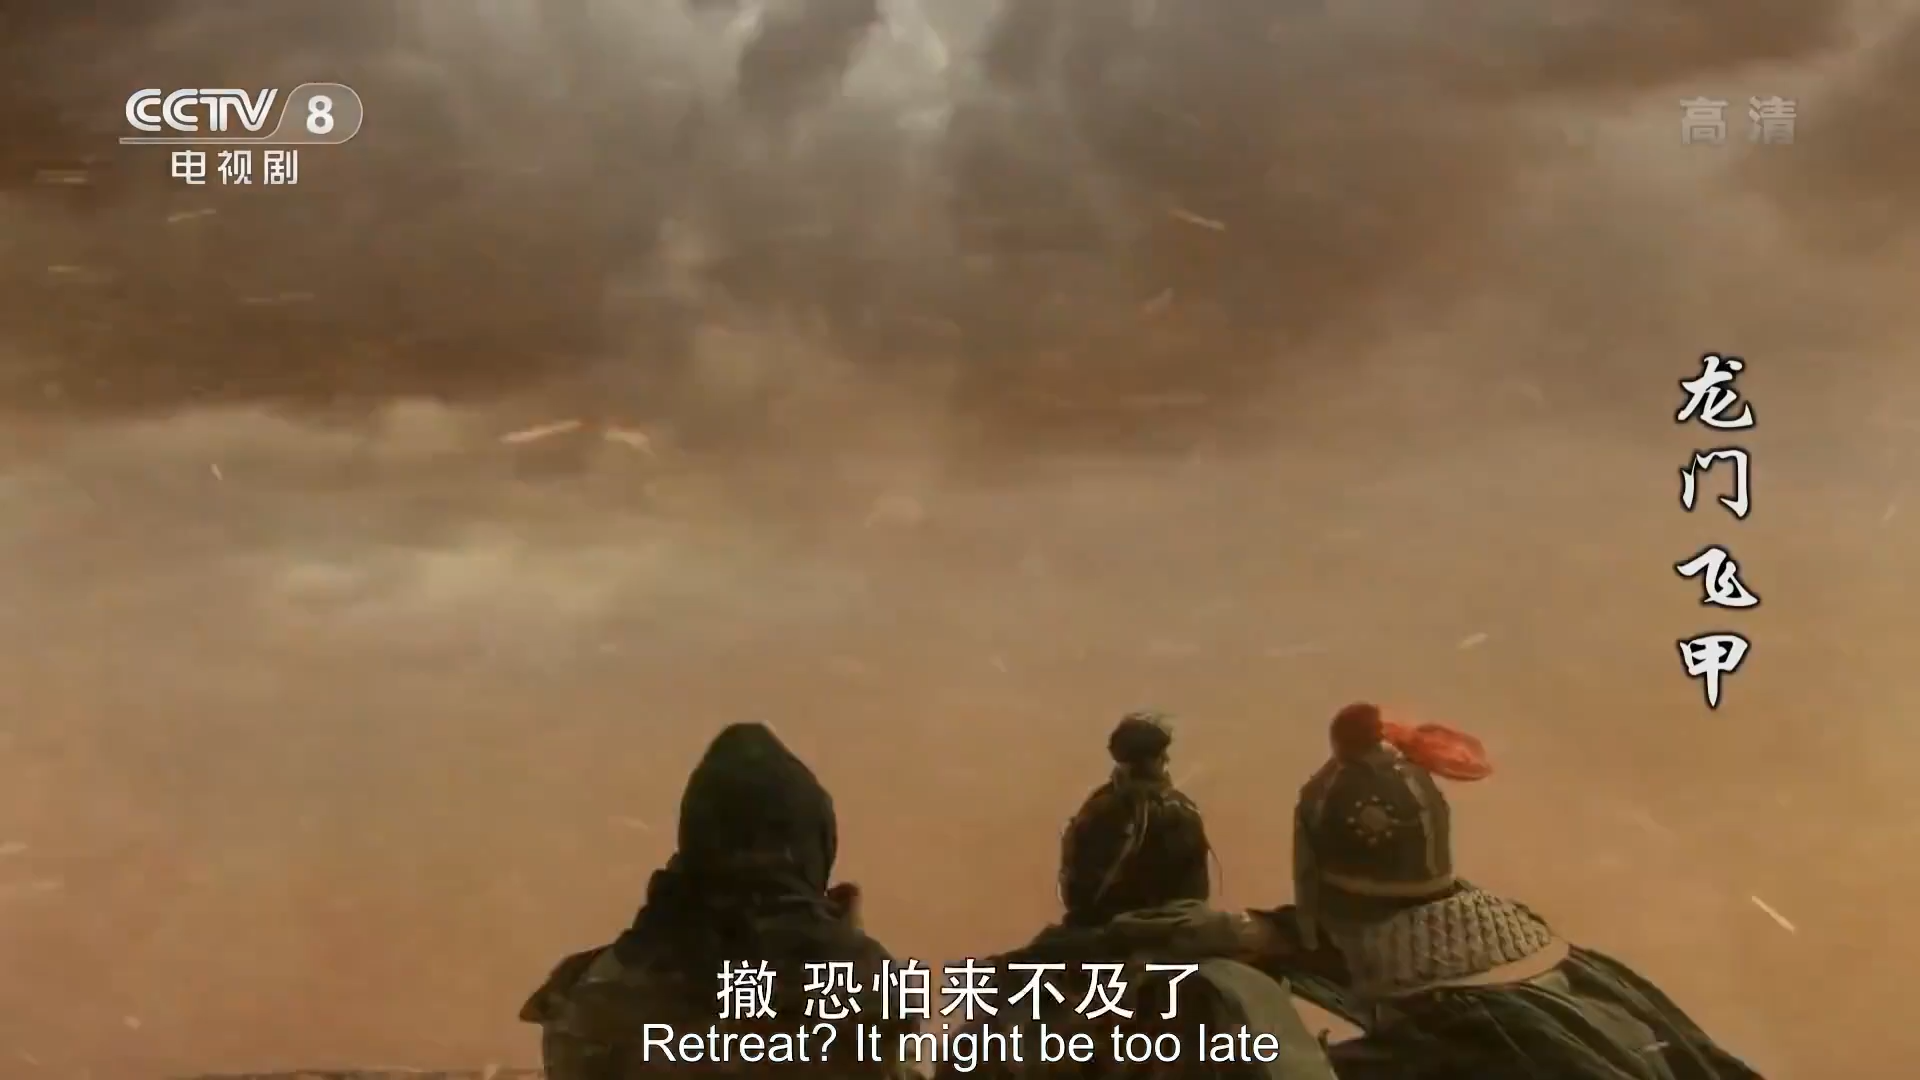 CCTV 8
电视剧
高清
龙门飞甲
撤 恐怕来不及了
Retreat? It might be too late